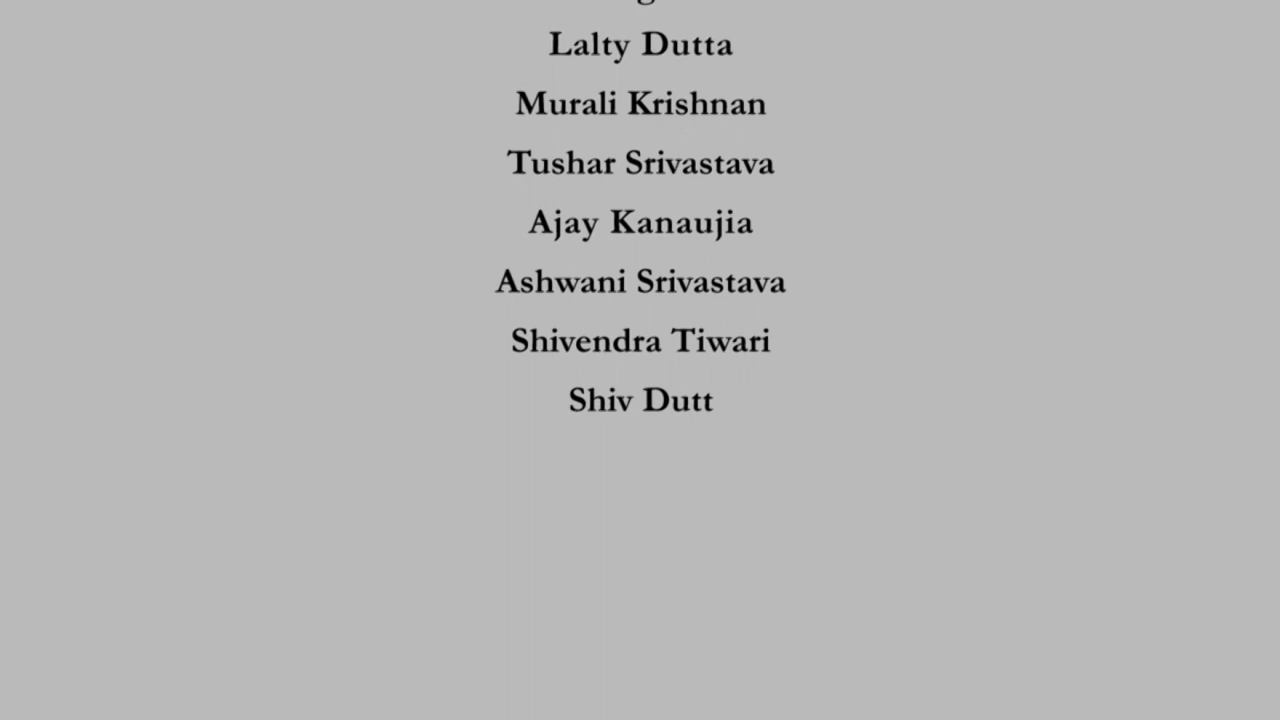 Lalty Dutta
Murali Krishnan
Tushar Srivastava
Ajay Kanaujia
Ashwani Srivastava
Shivendra Tiwari
Shiv Dutt